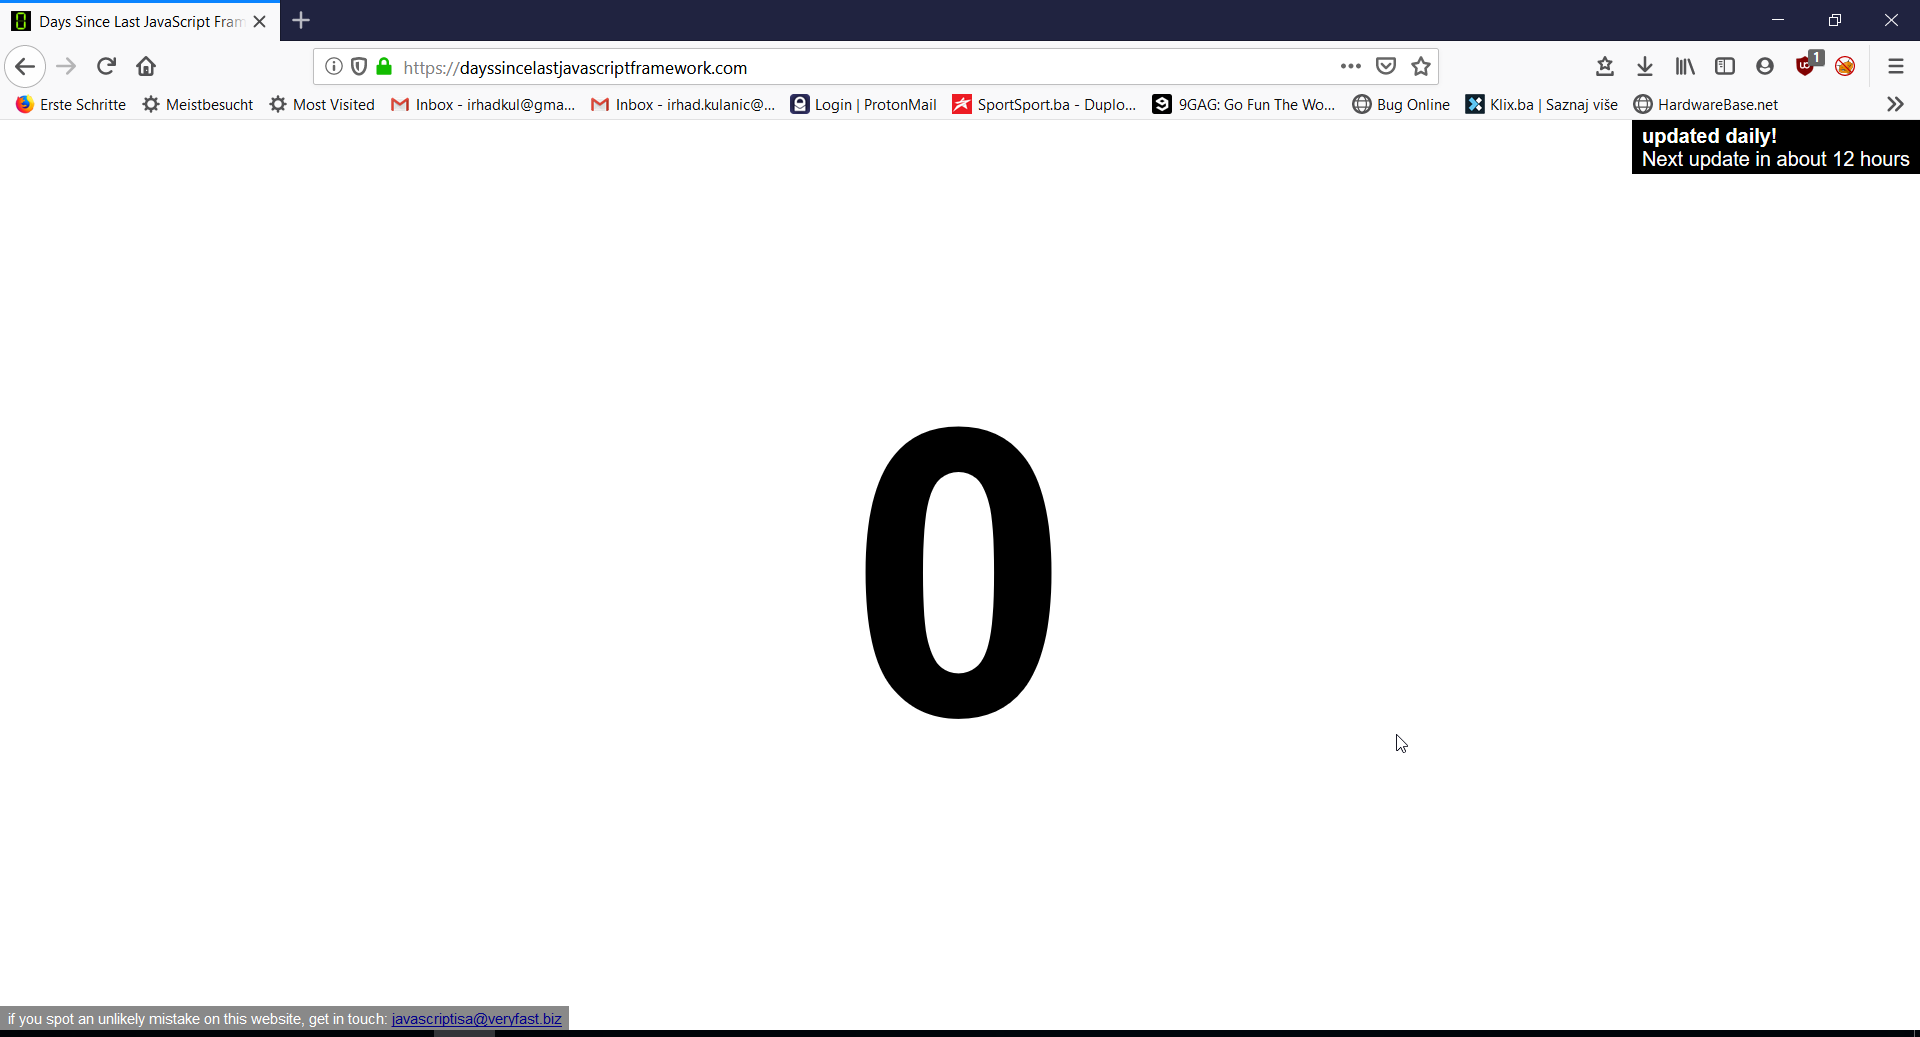 Days Since Last JavaScript Fram
https://dayssincelastjavascriptframework.com
1
Erste Schritte
Meistbesucht
Most Visited
Inbox - irhadkul@gma...
Inbox - irhad.kulanic@...
Login | ProtonMail
SportSport.ba - Duplo...
9GAG: Go Fun The Wo...
Bug Online
Klix.ba | Saznaj više
HardwareBase.net
updated daily!
Next update in about 12 hours
0
if you spot an unlikely mistake on this website, get in touch: javascriptisa@veryfast.biz